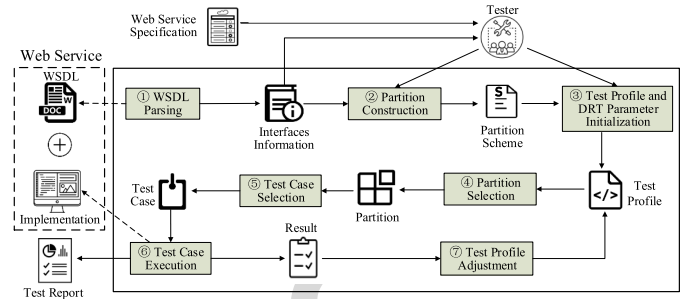 Web Service
Specification
Tester
Web Service
WSDL
W
DOC
① WSDL
Parsing
Interfaces
Information
② Partition
Construction
S
Partition
Scheme
③ Test Profile and
DRT Parameter
Initialization
Implementation
Test
Case
⑤ Test Case
Selection
Partition
④ Partition
Selection
</>
Test
Profile
Test Report
⑥ Test Case
Execution
Result
⑦ Test Profile
Adjustment